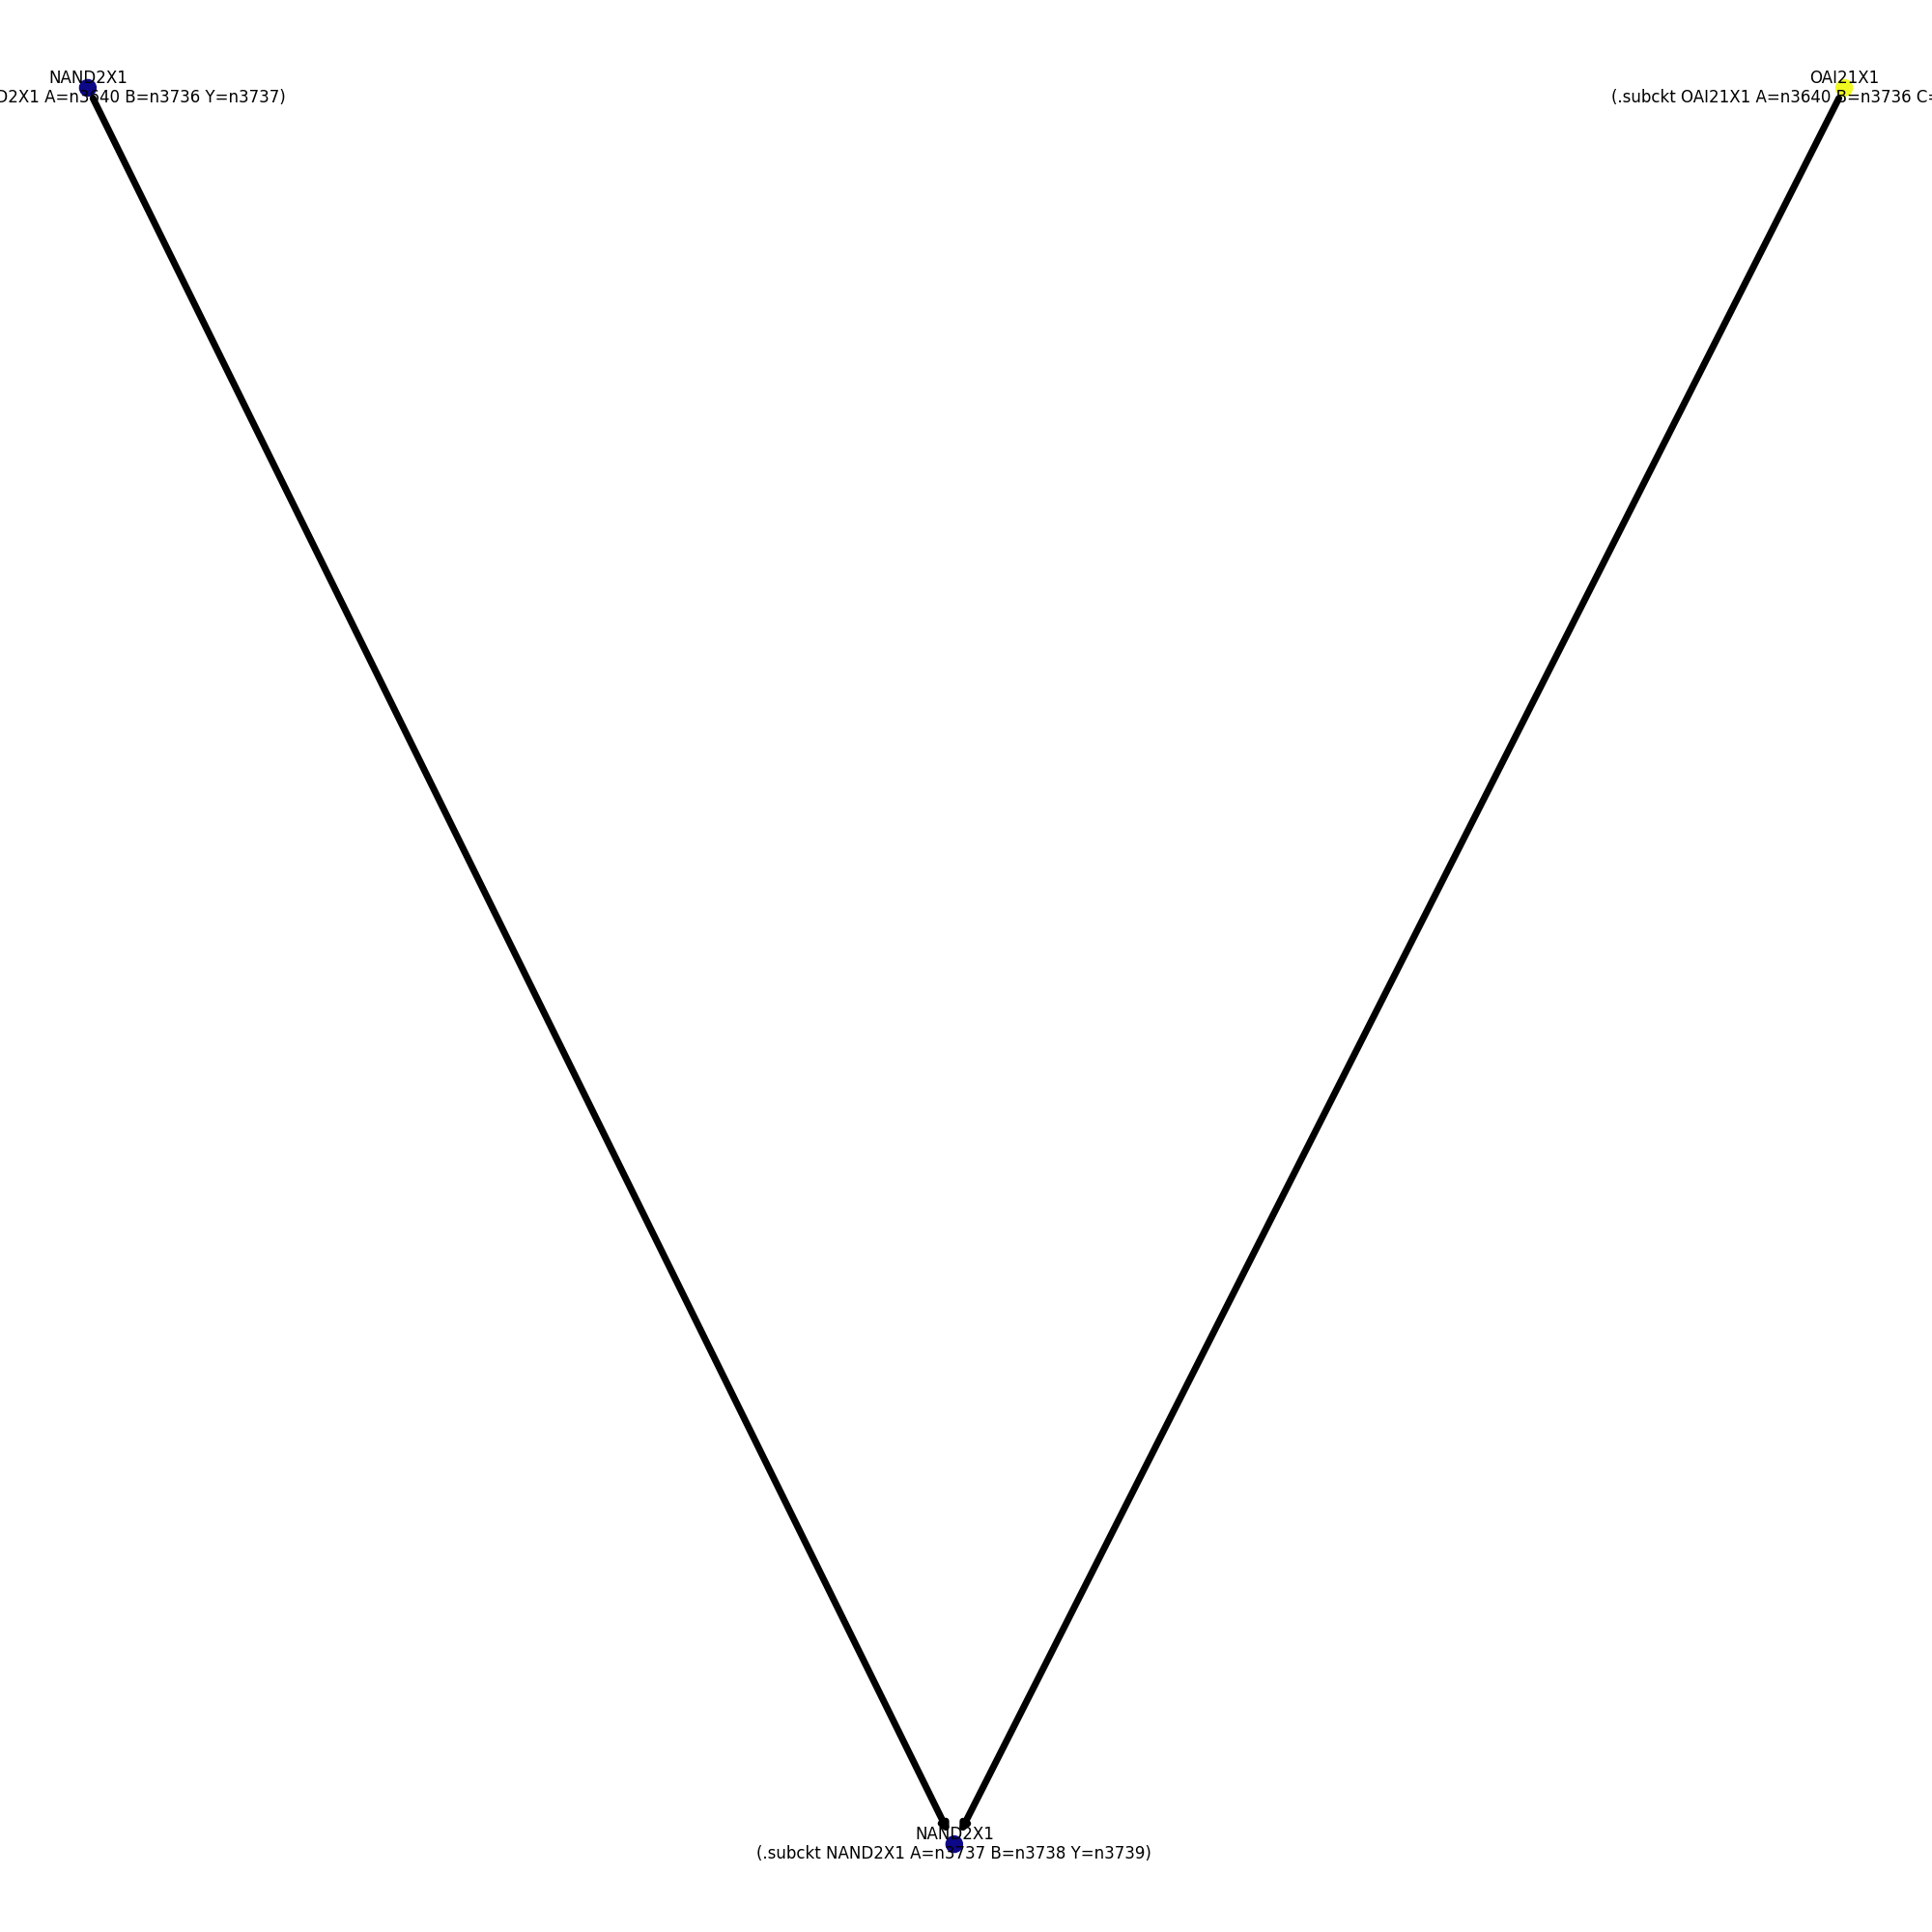 NAND2X1
D2X1 A=n3640 B=n3736 Y=n3737)
OAI21X1
(.subckt OAI21X1 A=n3640 B=n3736 C=
NAND2X1
(.subckt NAND2X1 A=n3737 B=n3738 Y=n3739)